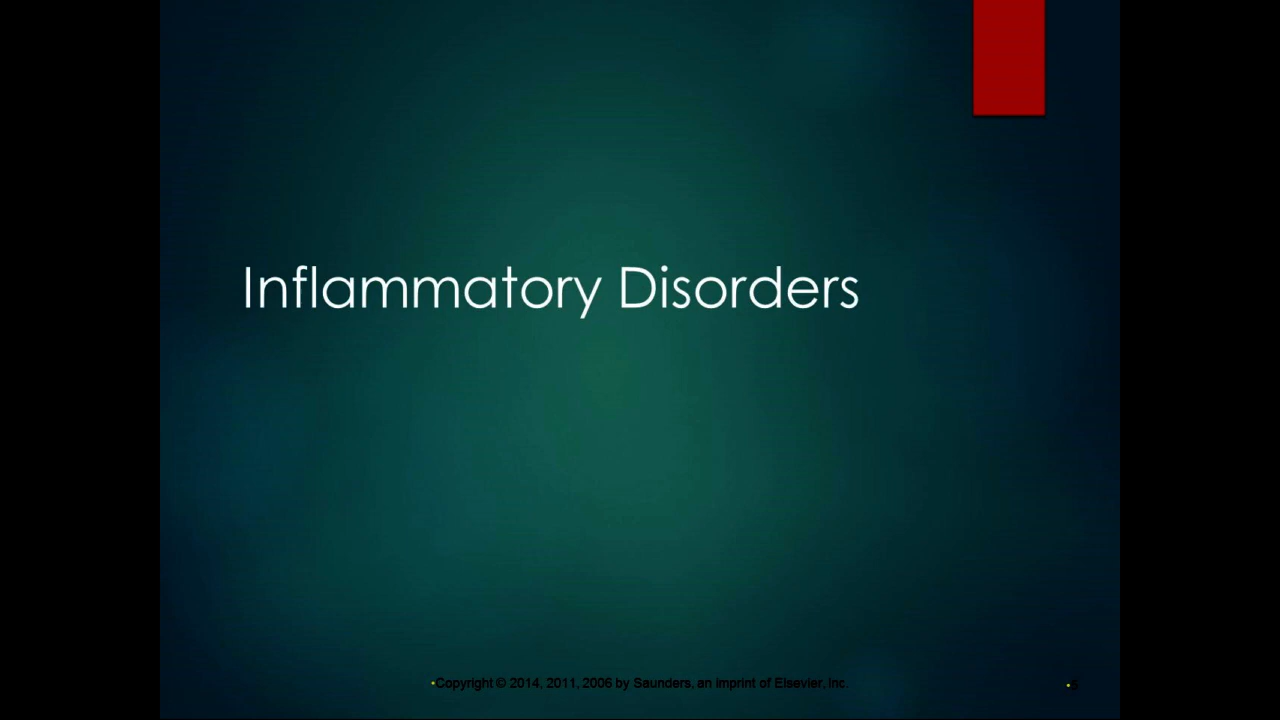 Inflammatory Disorders
•Copyright © 2014, 2011, 2006 by Saunders, an imprint of Elsevier, Inc.